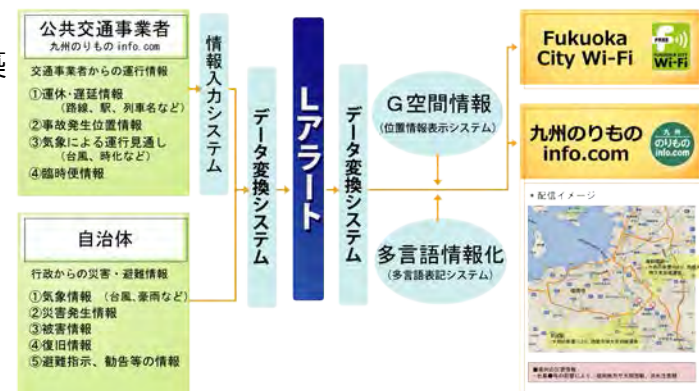 築
公共交通事業者
九州のりもの info.com
交通事業者からの運行情報
①運休・遅延情報
(路線、駅、列車名など)
②事故発生位置情報
③気象による運行見通し
(台風、時化など)
④臨時便情報
自治体
行政からの災害・避難情報
①気象情報 (台風、豪雨など)
②災害発生情報
③被害情報
④復旧情報
⑤避難指示、勧告等の情報
情報入力システム
データ変換システム
Lアラート
データ変換システム
G空間情報
(位置情報表示システム)
多言語情報化
(多言語表記システム)
Fukuoka
City Wi-Fi
FREE
FUKUOKA CITY
Wi-Fi
九州のりもの
info.com
九州
のりもの
info.com
・配信イメージ